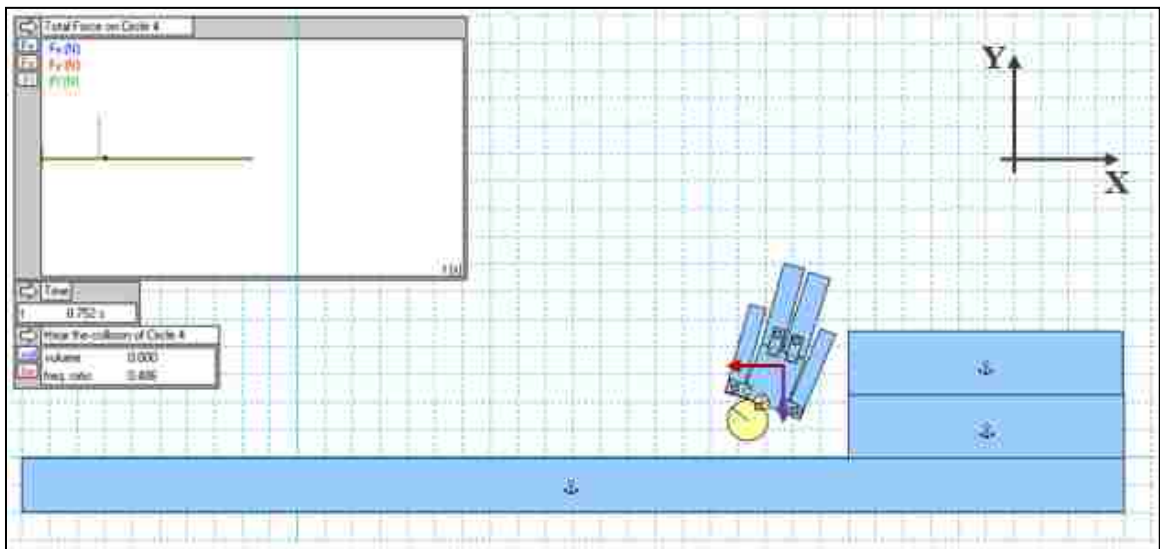 Total Force on Circle 4
Fx (N)
Fy (N)
|F| (N)
t (s)
Time
t 0.752 s
Hear the collision of Circle 4
volume 0.000
freq. ratio 0.486
Y
X